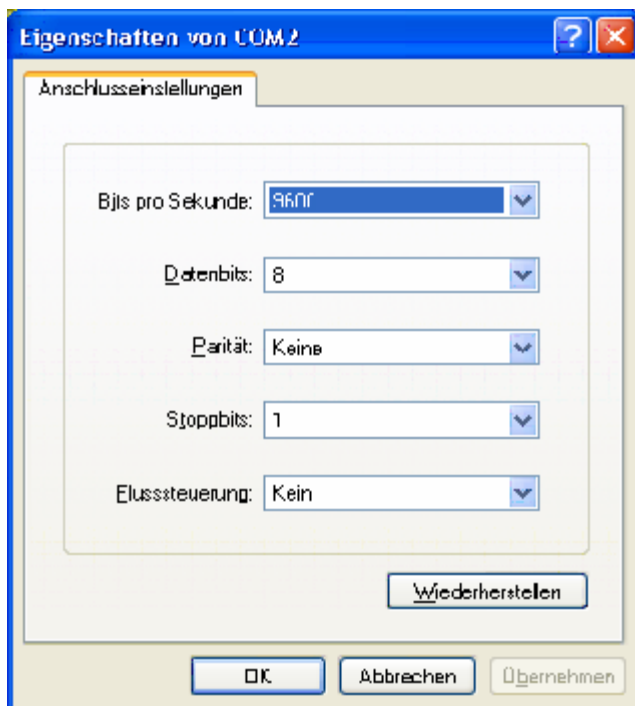 Eigenschaften von COM2
Anschlusseinstellungen
Bits pro Sekunde: 9600
Datenbits: 8
Parität: Keine
Stoppbits: 1
Flusssteuerung: Kein
Wiederherstellen
OK Abbrechen Übernehmen